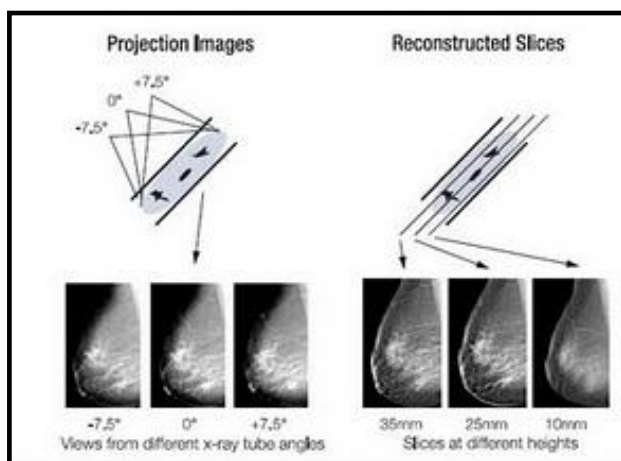 Projection Images
+7.5°
0°
-7.5°
-7.5° 0° +7.5°
Views from different x-ray tube angles
Reconstructed Slices
35mm 25mm 10mm
Slices at different heights